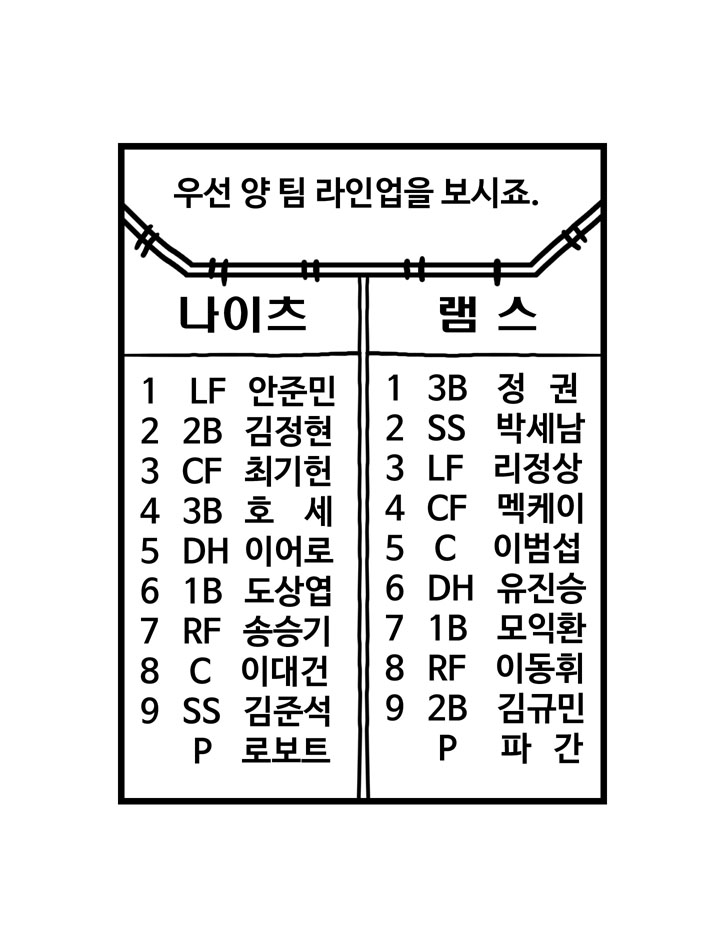 우선 양 팀 라인업을 보시죠.
나이츠
1 LF 안준민
2 2B 김정현
3 CF 최기헌
4 3B 호 세
5 DH 이어로
6 1B 도상엽
7 RF 송승기
8 C 이대건
9 SS 김준석
P 로보트
램 스
1 3B 정 권
2 SS 박세남
3 LF 리정상
4 CF 멕케이
5 C 이범섭
6 DH 유진승
7 1B 모익환
8 RF 이동휘
9 2B 김규민
P 파 간